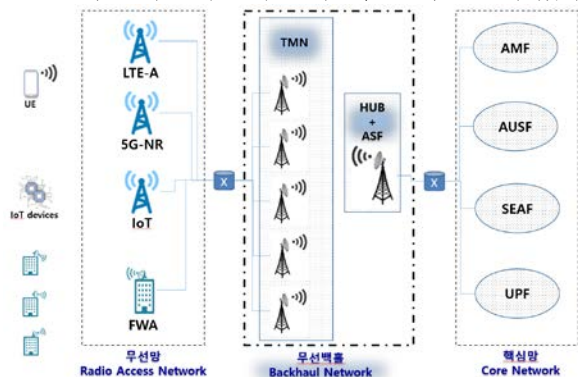 UE
IoT devices
LTE-A
5G-NR
IoT
FWA
무선망
Radio Access Network
X
TMN
HUB
+
ASF
무선백홀
Backhaul Network
X
AMF
AUSF
SEAF
UPF
핵심망
Core Network